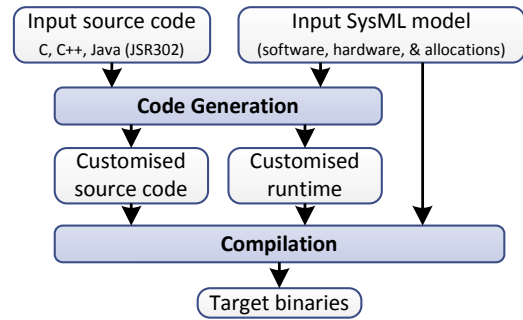 Input source code
C, C++, Java (JSR302)
Input SysML model
(software, hardware, & allocations)
Code Generation
Customised
source code
Customised
runtime
Compilation
Target binaries